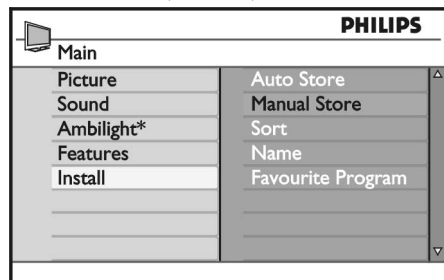 PHILIPS
Main
Picture
Sound
Ambilight*
Features
Install
Auto Store
Manual Store
Sort
Name
Favourite Program